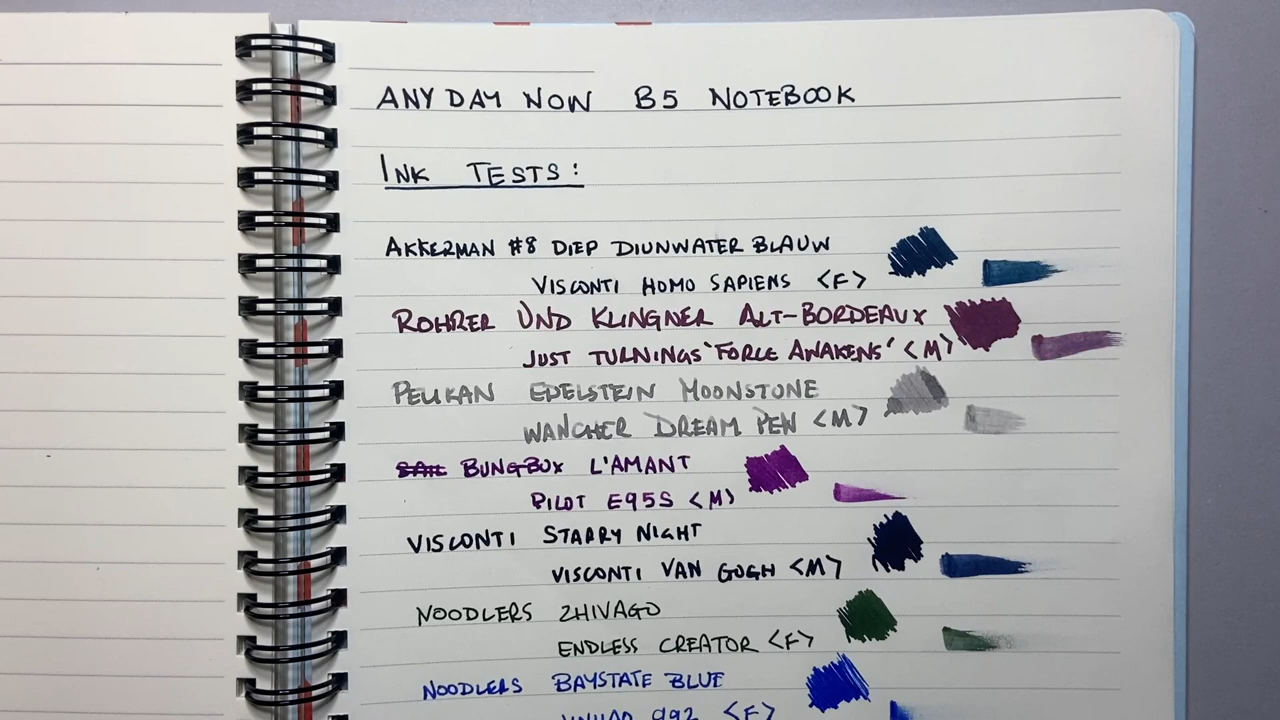 ANY DAY NOW B5 NOTEBOOK
INK TESTS:
AKKERMAN #8 DIEP DIUNWATER BLAUW
VISCONTI HOMO SAPIENS <F>
ROHRER UND KLINGNER ALT-BORDEAUX
JUST TURNINGS 'FORCE AWAKENS' <M>
PELIKAN EDELSTEIN MOONSTONE
WANCHER DREAM PEN <M>
BUNGBOX L'AMANT
PILOT E95S <M>
VISCONTI STARRY NIGHT
VISCONTI VAN GOGH <M>
NOODLERS ZHIVAGO
ENDLESS CREATOR <F>
NOODLERS BAYSTATE BLUE
992 <F>